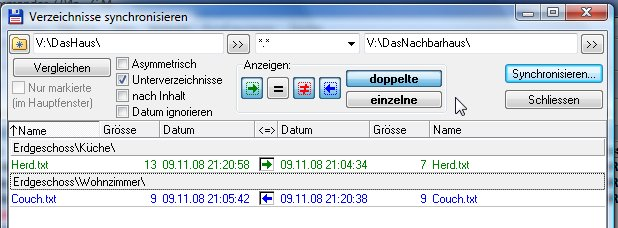 Verzeichnisse synchronisieren
V:\DasHaus\ >> *.* V:\DasNachbarhaus\ >>
Vergleichen Asymmetrisch Anzeigen: doppelte Synchronisieren...
Unterverzeichnisse
Nur markierte nach Inhalt = einzelne Schliessen
(im Hauptfenster) Datum ignorieren
↑Name Grösse Datum <=> Datum Grösse Name
Erdgeschoss\Küche\
Herd.txt 13 09.11.08 21:20:58 → 09.11.08 21:04:34 7 Herd.txt
Erdgeschoss\Wohnzimmer\
Couch.txt 9 09.11.08 21:05:42 ← 09.11.08 21:20:38 9 Couch.txt